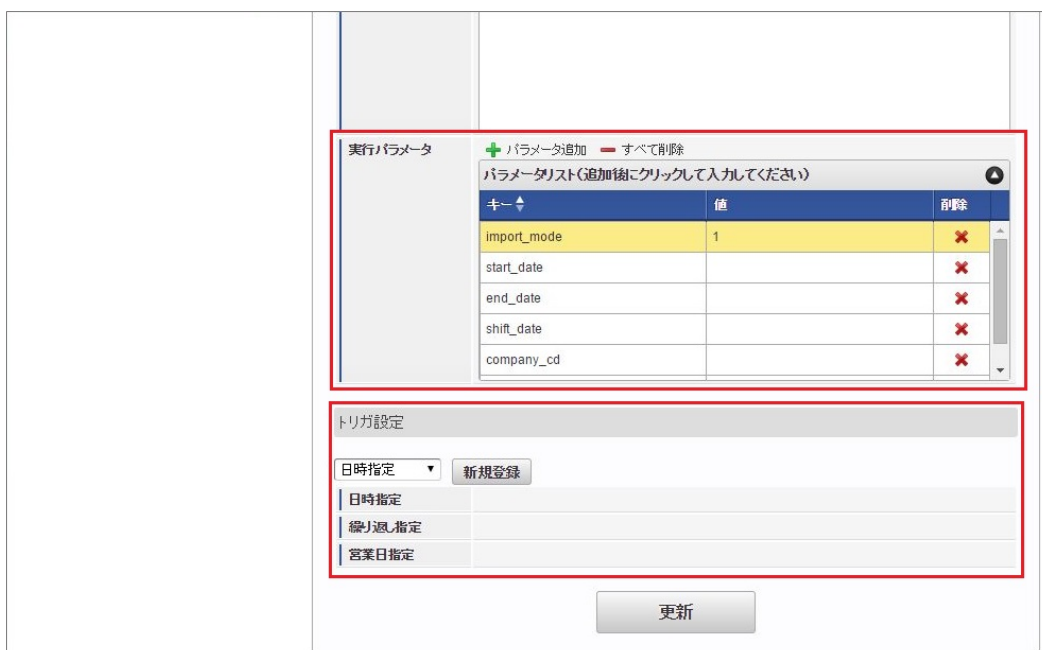 実行パラメータ
パラメータ追加 すべて削除
パラメータリスト(追加後にクリックして入力してください)
キー 値 削除
import_mode 1
start_date
end_date
shift_date
company_cd
トリガ設定
日時指定 新規登録
日時指定
繰り返し指定
営業日指定
更新